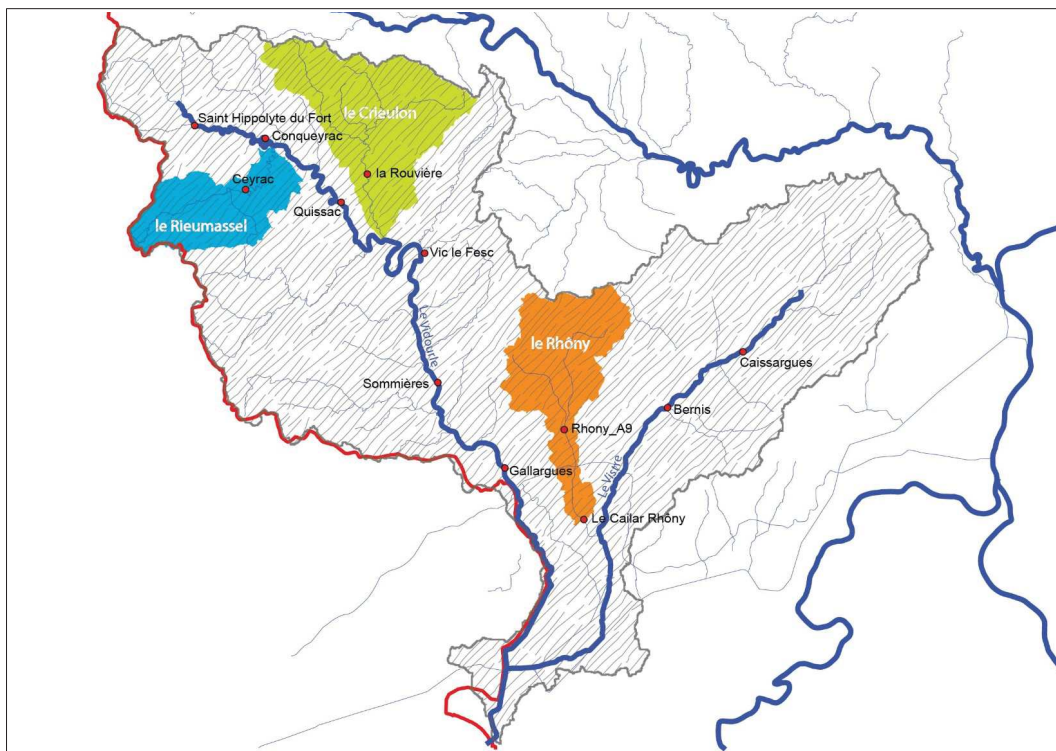 le Crieulon
Saint Hippolyte du Fort
Conqueyrac
la Rouvière
Ceyrac
Quissac
le Rieumassel
Vic le Fesc
Le Vidourle
le Rhôny
Caissargues
Sommières
Bernis
Rhony_A9
Gallargues
Le Vistre
Le Cailar Rhôny